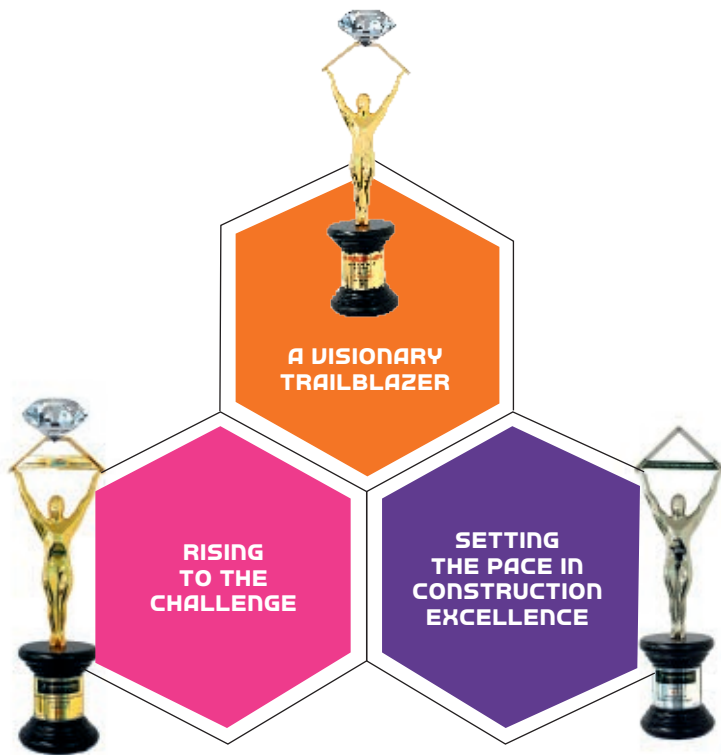 A VISIONARY
TRAILBLAZER
RISING
TO THE
CHALLENGE
SETTING
THE PACE IN
CONSTRUCTION
EXCELLENCE